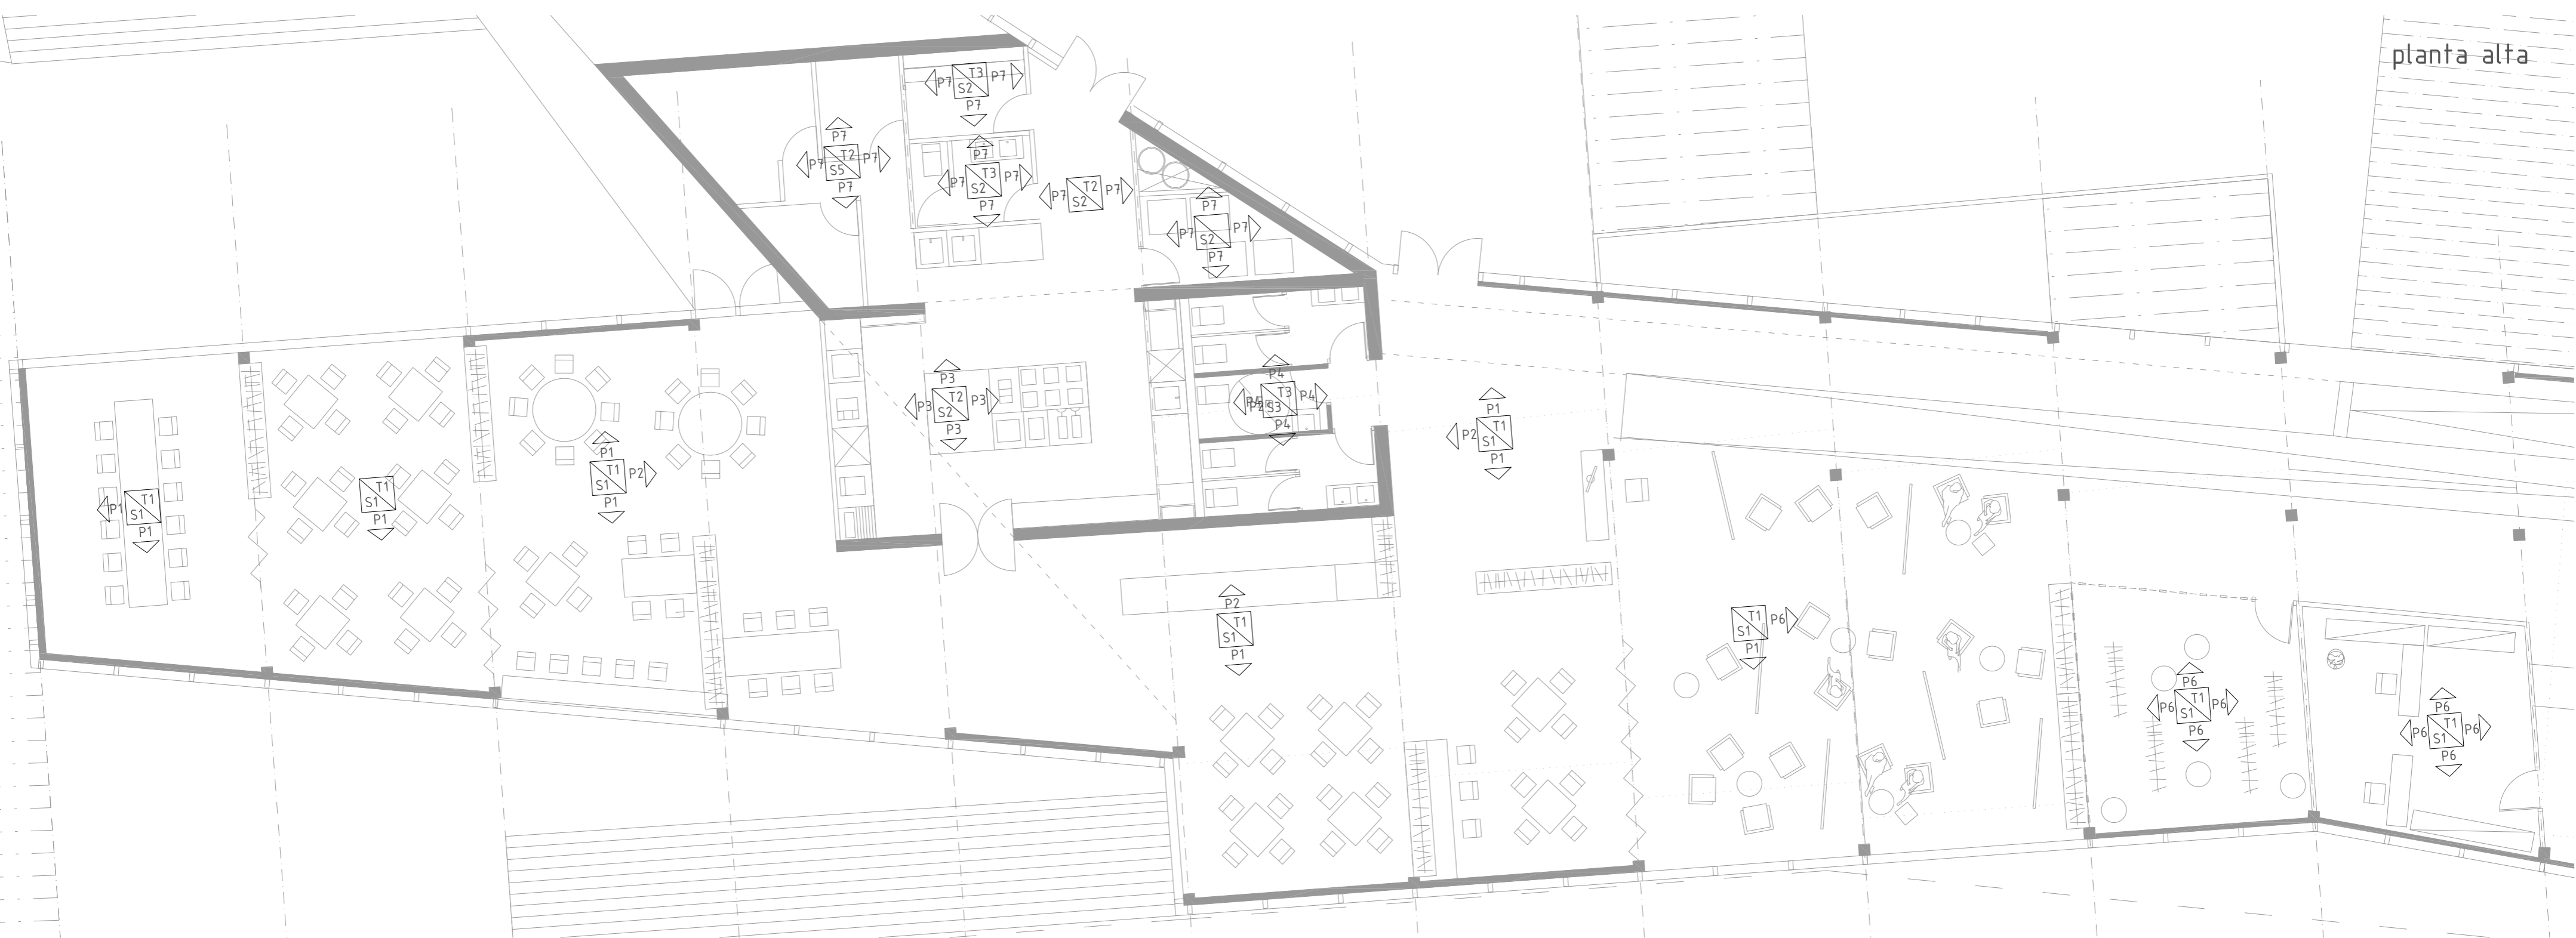 planta alta
P7 T3 S2 P7
P7
P7
P7 T2 S5 P7
P7
P7
P7 T3 S2 P7
P7
P7 T2 S2 P7
P7
P7 S2 P7
P7
P3
P3 T2 S2 P3
P3
P4
P2 T3 S3 P4
P4
P1
P2 T1 S1
P1
P1 T1 S1
P1
T1 S1
P1
P1
T1 S1 P2
P1
P2
T1 S1
P1
T1 S1 P6
P1
P6
P6 T1 S1 P6
P6
P6
P6 T1 S1 P6
P6